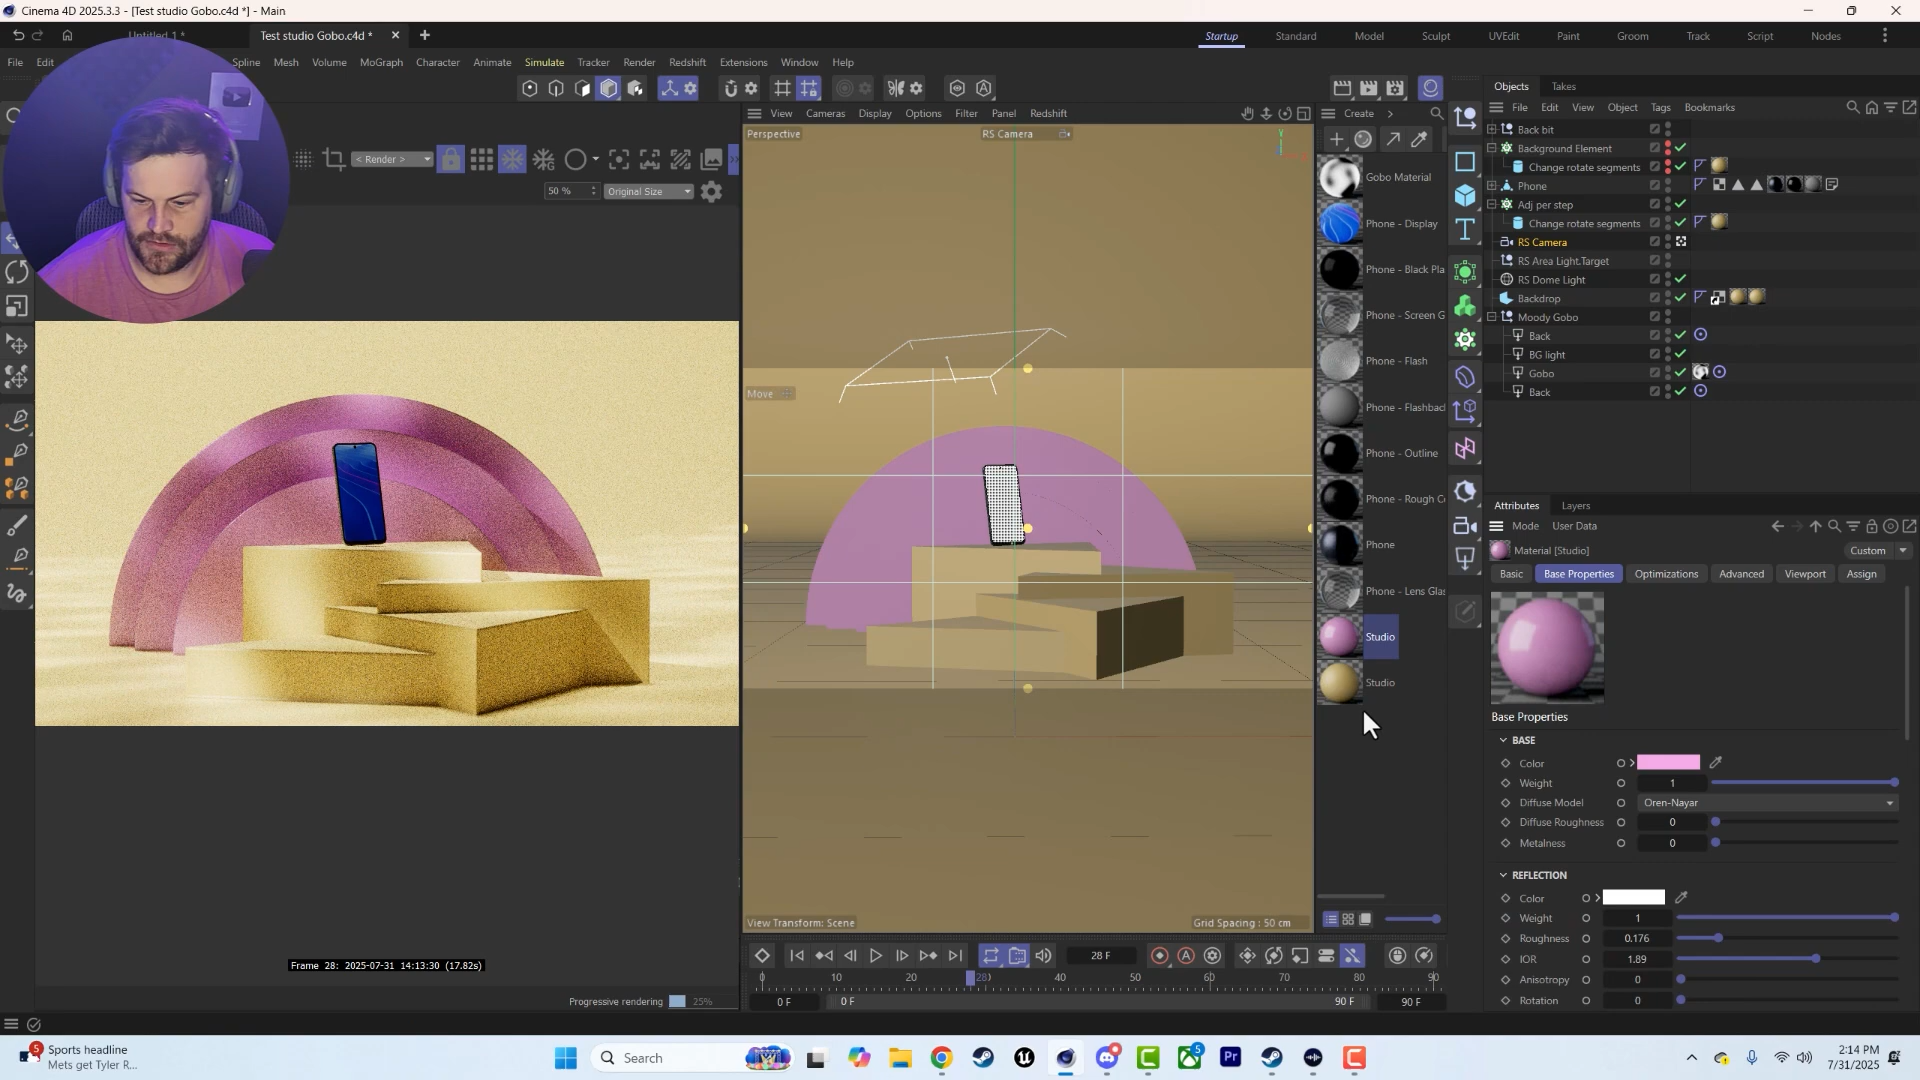 Cinema 4D 2025.3.3 - [Test studio Gobo.c4d *] - Main
Untitled 1 *
Test studio Gobo.c4d *
Startup
Standard
Model
Sculpt
UVEdit
Paint
Groom
Track
Script
Nodes
File
Edit
Spline
Mesh
Volume
MoGraph
Character
Animate
Simulate
Tracker
Render
Redshift
Extensions
Window
Help
< Render >
50 %
Original Size
View
Cameras
Display
Options
Filter
Panel
Redshift
Perspective
RS Camera
Y
Move
View Transform: Scene
Grid Spacing : 50 cm
Create
Gobo Material
Phone - Display
Phone - Black Pla
Phone - Screen G
Phone - Flash
Phone - Flashbac
Phone - Outline
Phone - Rough C
Phone
Phone - Lens Glas
Studio
Studio
Objects
Takes
File
Edit
View
Object
Tags
Bookmarks
Back bit
Background Element
Change rotate segments
Phone
Adj per step
Change rotate segments
RS Camera
RS Area Light.Target
RS Dome Light
Backdrop
Moody Gobo
Back
BG light
Gobo
Back
Attributes
Layers
Mode
User Data
Material [Studio]
Custom
Basic
Base Properties
Optimizations
Advanced
Viewport
Assign
Base Properties
BASE
Color
Weight
1
Diffuse Model
Oren-Nayar
Diffuse Roughness
0
Metalness
0
REFLECTION
Color
Weight
1
Roughness
0.176
IOR
1.89
Anisotropy
0
Rotation
0
Frame 28: 2025-07-31 14:13:30 (17.82s)
Progressive rendering
25%
28 F
0
10
20
28
30
40
50
60
70
80
90
0 F
0 F
90 F
90 F
5
Sports headline
Mets get Tyler R...
Search
5
Pr
2:14 PM
7/31/2025